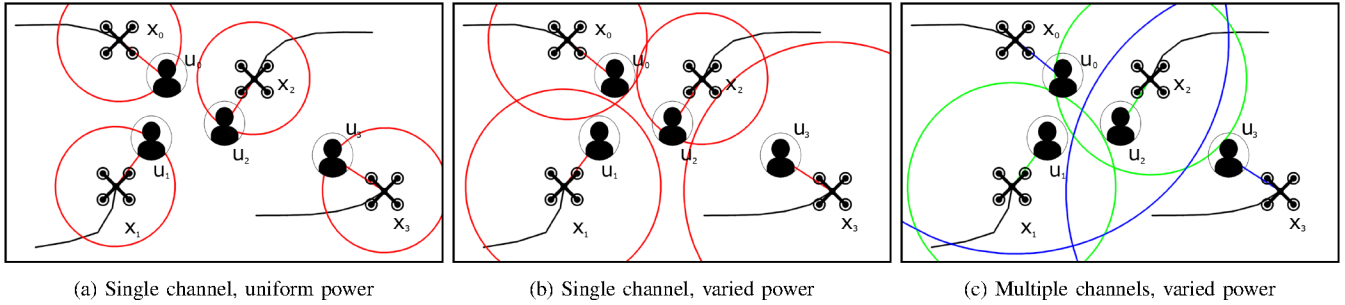 x₀
u₀
x₂
u₂
u₁
x₁
u₃
x₃
x₀
u₀
x₂
u₂
u₁
x₁
u₃
x₃
x₀
u₀
x₂
u₂
u₁
x₁
u₃
x₃
(a) Single channel, uniform power
(b) Single channel, varied power
(c) Multiple channels, varied power